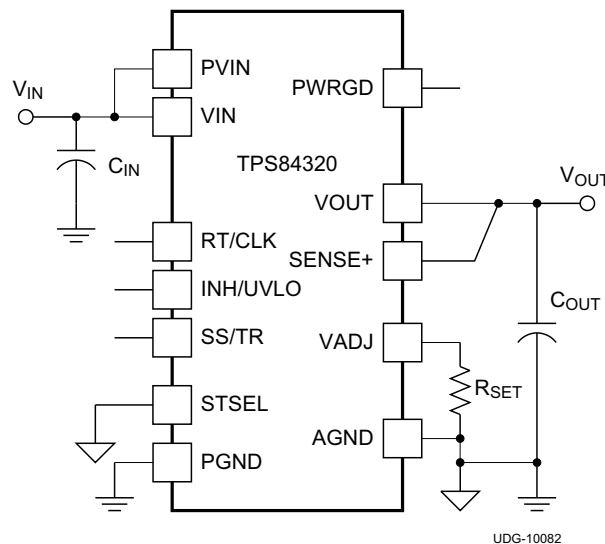 PVIN
PWRGD
VIN
VIN
TPS84320
CIN
VOUT
VOUT
RT/CLK
SENSE+
INH/UVLO
COUT
SS/TR
VADJ
RSET
STSEL
AGND
PGND
UDG-10082